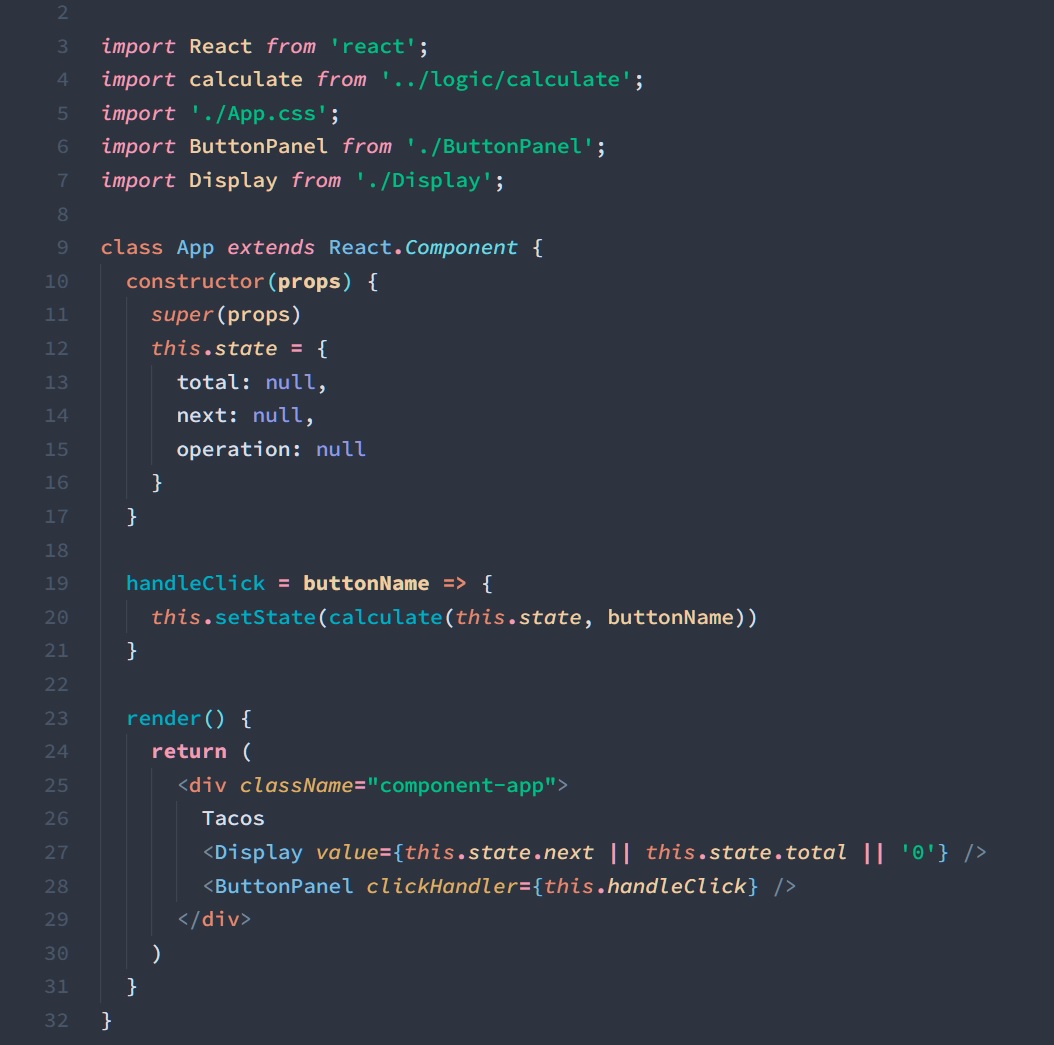 2
3 import React from 'react';
4 import calculate from '../logic/calculate';
5 import './App.css';
6 import ButtonPanel from './ButtonPanel';
7 import Display from './Display';
8
9 class App extends React.Component {
10   constructor(props) {
11     super(props)
12     this.state = {
13       total: null,
14       next: null,
15       operation: null
16     }
17   }
18
19   handleClick = buttonName => {
20     this.setState(calculate(this.state, buttonName))
21   }
22
23   render() {
24     return (
25       <div className="component-app">
26         Tacos
27         <Display value={this.state.next || this.state.total || '0'} />
28         <ButtonPanel clickHandler={this.handleClick} />
29       </div>
30     )
31   }
32 }